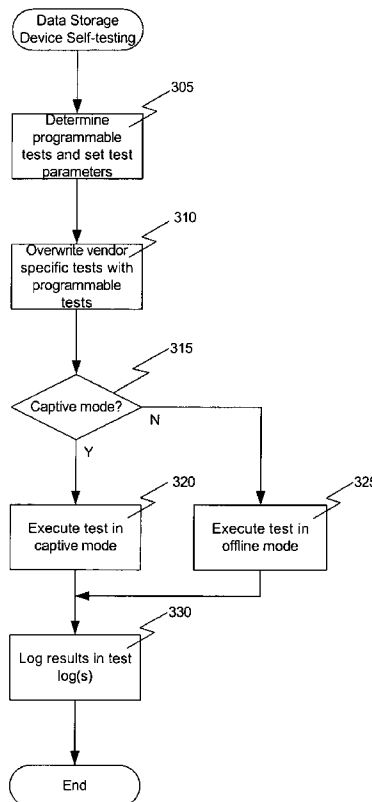 Data Storage
Device Self-testing
305
Determine
programmable
tests and set test
parameters
310
Overwrite vendor
specific tests with
programmable
tests
315
Captive mode?
N
Y
320
325
Execute test in
captive mode
Execute test in
offline mode
330
Log results in test
log(s)
End